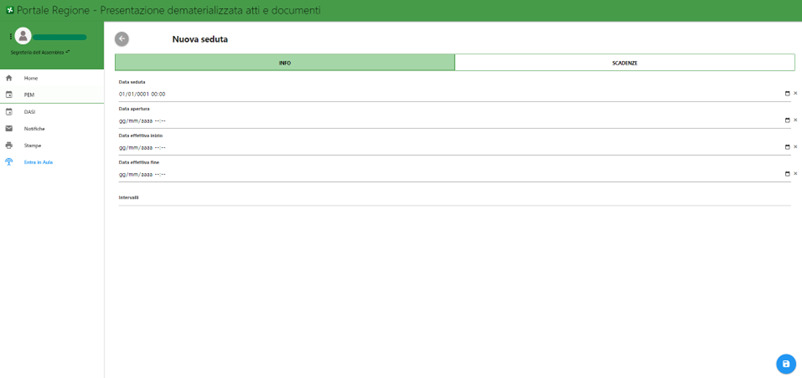 Portale Regione - Presentazione dematerializzata atti e documenti
Segreteria dell'Assemblea
Home
PEM
DASI
Notifiche
Stampe
Entra in Aula
Nuova seduta
INFO
SCADENZE
Data seduta
01/01/0001 00:00
Data apertura
gg/mm/aaaa --:--
Data effettiva inizio
gg/mm/aaaa --:--
Data effettiva fine
gg/mm/aaaa --:--
Intervalli